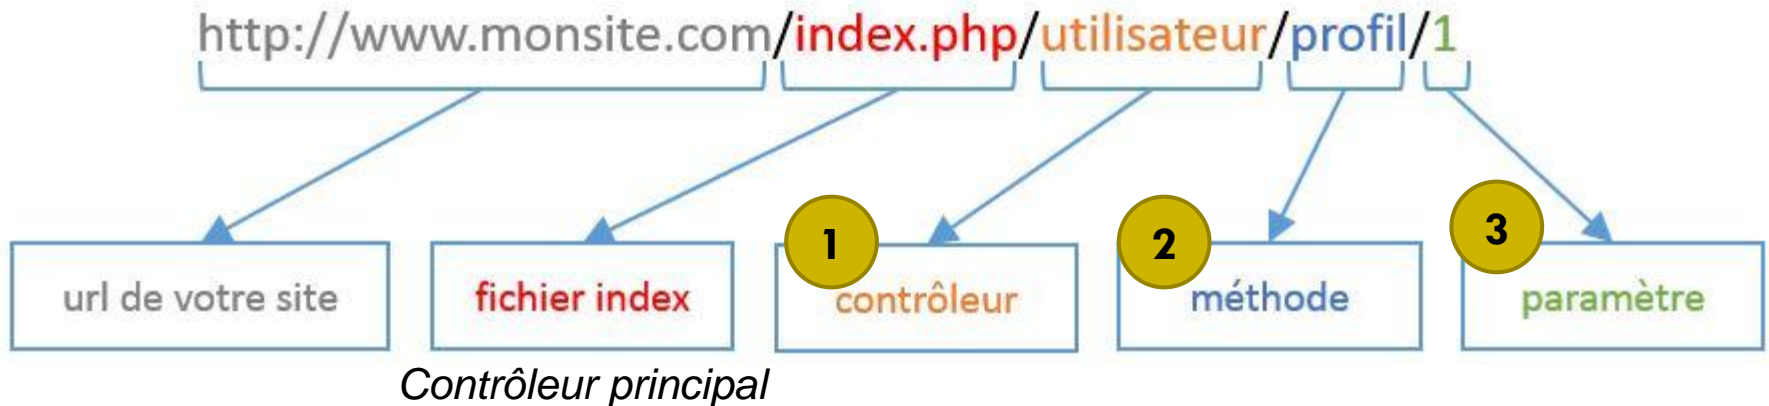 http://www.monsite.com/index.php/utilisateur/profil/1
1 2 3
url de votre site fichier index contrôleur méthode paramètre
Contrôleur principal